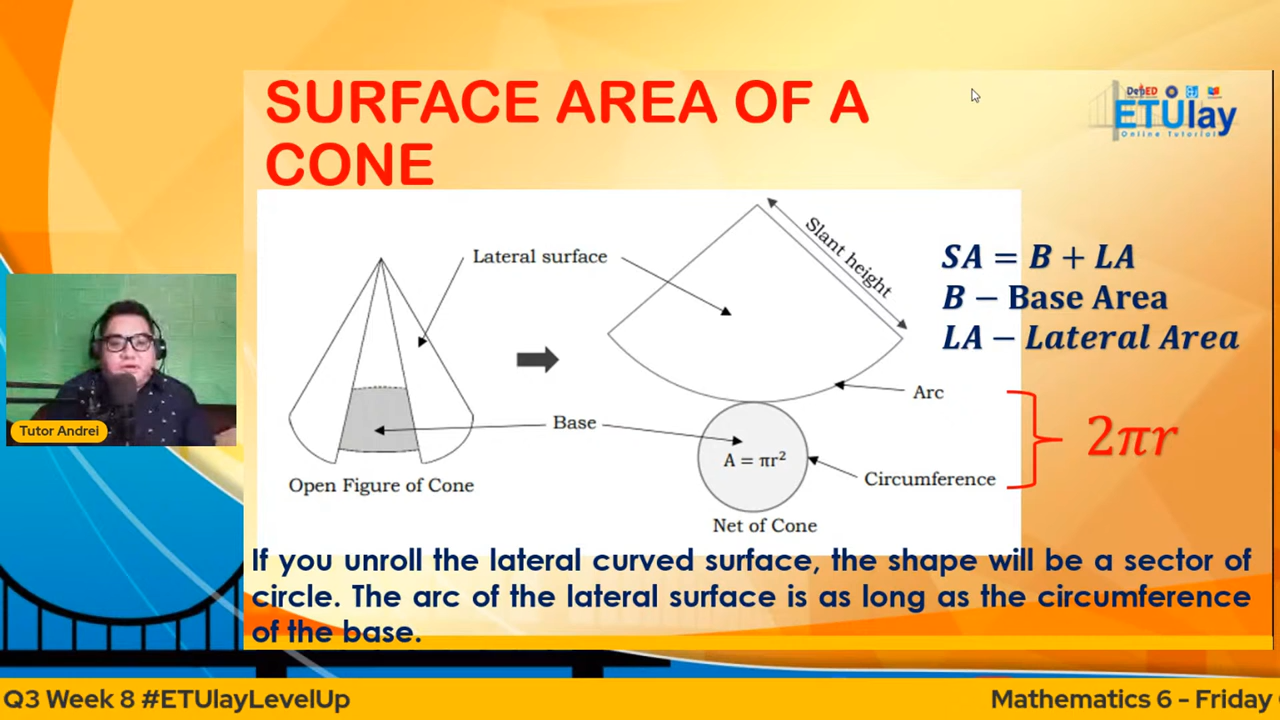 SURFACE AREA OF A
CONE
DepED
ETUlay
Online Tutorial
Lateral surface
Slant height
SA = B + LA
B − Base Area
LA − Lateral Area
Arc
2πr
Base
A = πr²
Circumference
Open Figure of Cone
Net of Cone
Tutor Andrei
If you unroll the lateral curved surface, the shape will be a sector of
circle. The arc of the lateral surface is as long as the circumference
of the base.
Q3 Week 8 #ETUlayLevelUp
Mathematics 6 - Friday